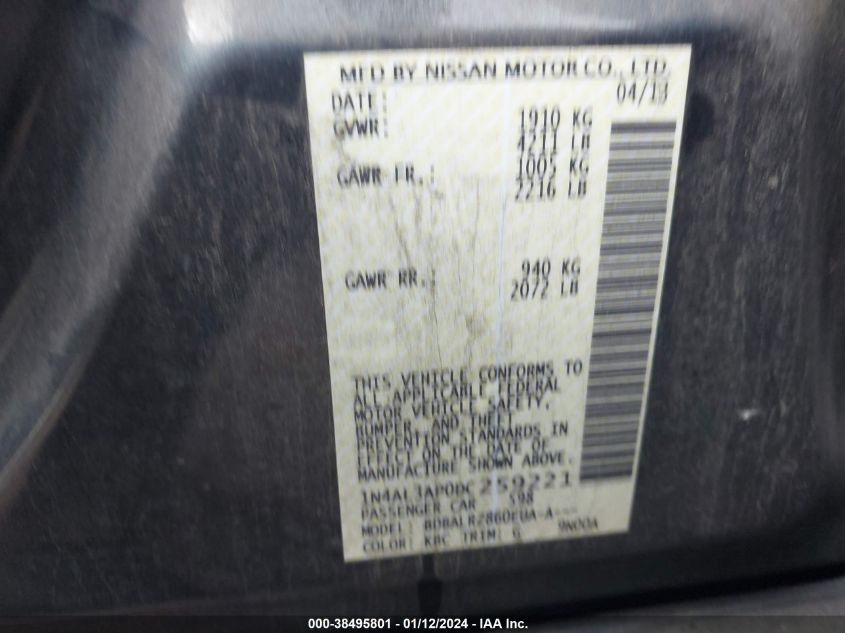 MFD BY NISSAN MOTOR CO., LTD.
DATE: 04/13
GVWR: 1910 KG
4211 LB
GAWR FR.: 1005 KG
2216 LB
GAWR RR.: 940 KG
2072 LB
THIS VEHICLE CONFORMS TO
ALL APPLICABLE FEDERAL
MOTOR VEHICLE SAFETY,
BUMPER, AND THEFT
PREVENTION STANDARDS IN
EFFECT ON THE DATE OF
MANUFACTURE SHOWN ABOVE.
1N4AL3AP0DC259221
PASSENGER CAR 598
MODEL:
COLOR: KBC TRIM: G 9N00A
000-38495801 - 01/12/2024 - IAA Inc.